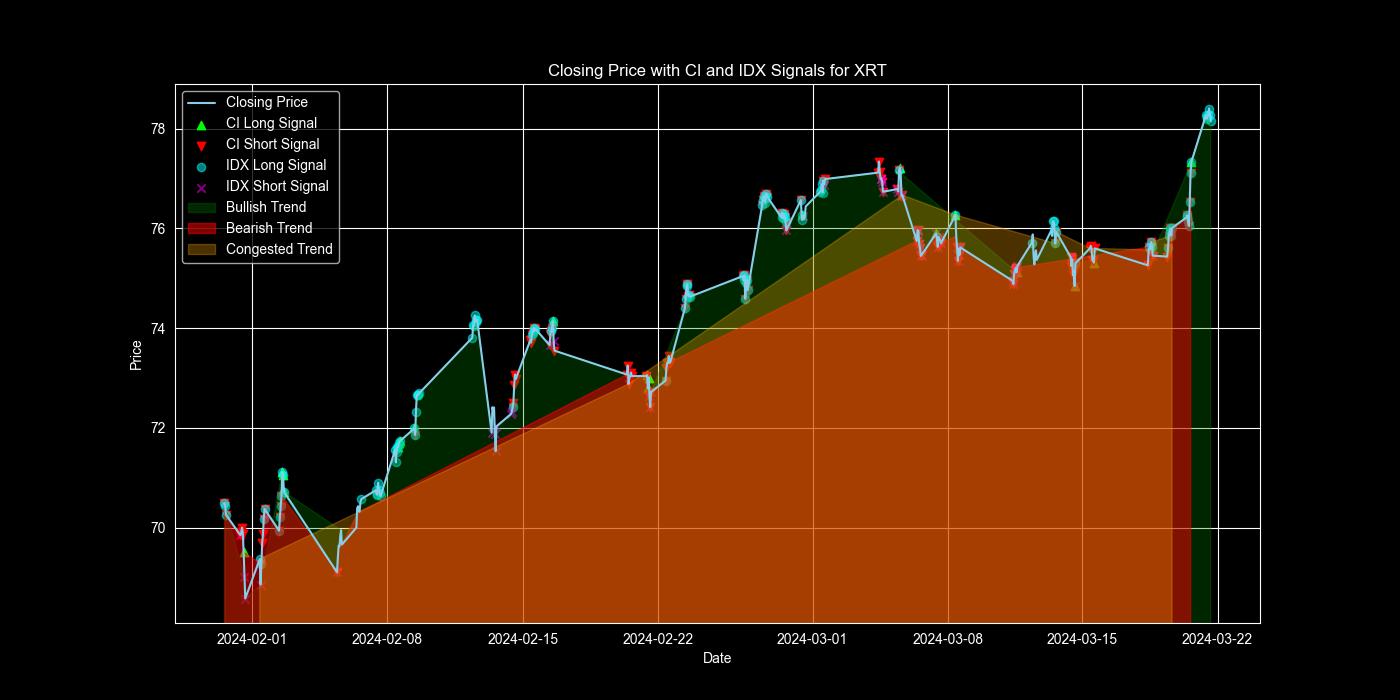 Closing Price with CI and IDX Signals for XRT
Closing Price
CI Long Signal
CI Short Signal
IDX Long Signal
IDX Short Signal
Bullish Trend
Bearish Trend
Congested Trend
78
76
74
72
70
Price
2024-02-01 2024-02-08 2024-02-15 2024-02-22 2024-03-01 2024-03-08 2024-03-15 2024-03-22
Date